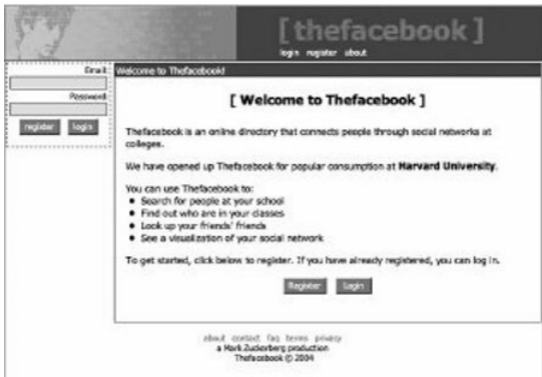 [ thefacebook ]
login register about
Email:
Password:
register login
Welcome to Thefacebook!
[ Welcome to Thefacebook ]
Thefacebook is an online directory that connects people through social networks at
colleges.
We have opened up Thefacebook for popular consumption at Harvard University.
You can use Thefacebook to:
• Search for people at your school
• Find out who are in your classes
• Look up your friends' friends
• See a visualization of your social network
To get started, click below to register. If you have already registered, you can log in.
Register Login
about contact faq terms privacy
a Mark Zuckerberg production
Thefacebook © 2004